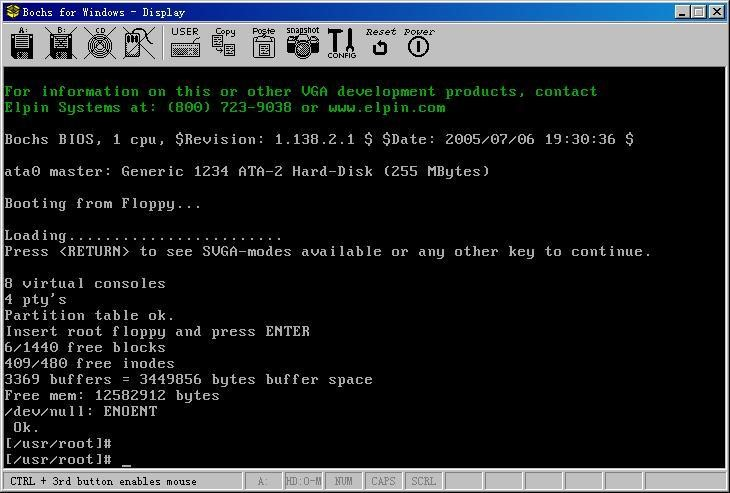 Bochs for Windows - Display
A: B: CD USER Copy Paste snapshot CONFIG Reset Power
For information on this or other VGA development products, contact
Elpin Systems at: (800) 723-9038 or www.elpin.com
Bochs BIOS, 1 cpu, $Revision: 1.138.2.1 $ $Date: 2005/07/06 19:30:36 $
ata0 master: Generic 1234 ATA-2 Hard-Disk (255 MBytes)
Booting from Floppy...
Loading........................
Press <RETURN> to see SVGA-modes available or any other key to continue.
8 virtual consoles
4 pty's
Partition table ok.
Insert root floppy and press ENTER
6/1440 free blocks
409/480 free inodes
3369 buffers = 3449856 bytes buffer space
Free mem: 12582912 bytes
/dev/null: ENOENT
Ok.
[/usr/root]#
[/usr/root]# _
CTRL + 3rd button enables mouse A: HD:0-M NUM CAPS SCRL